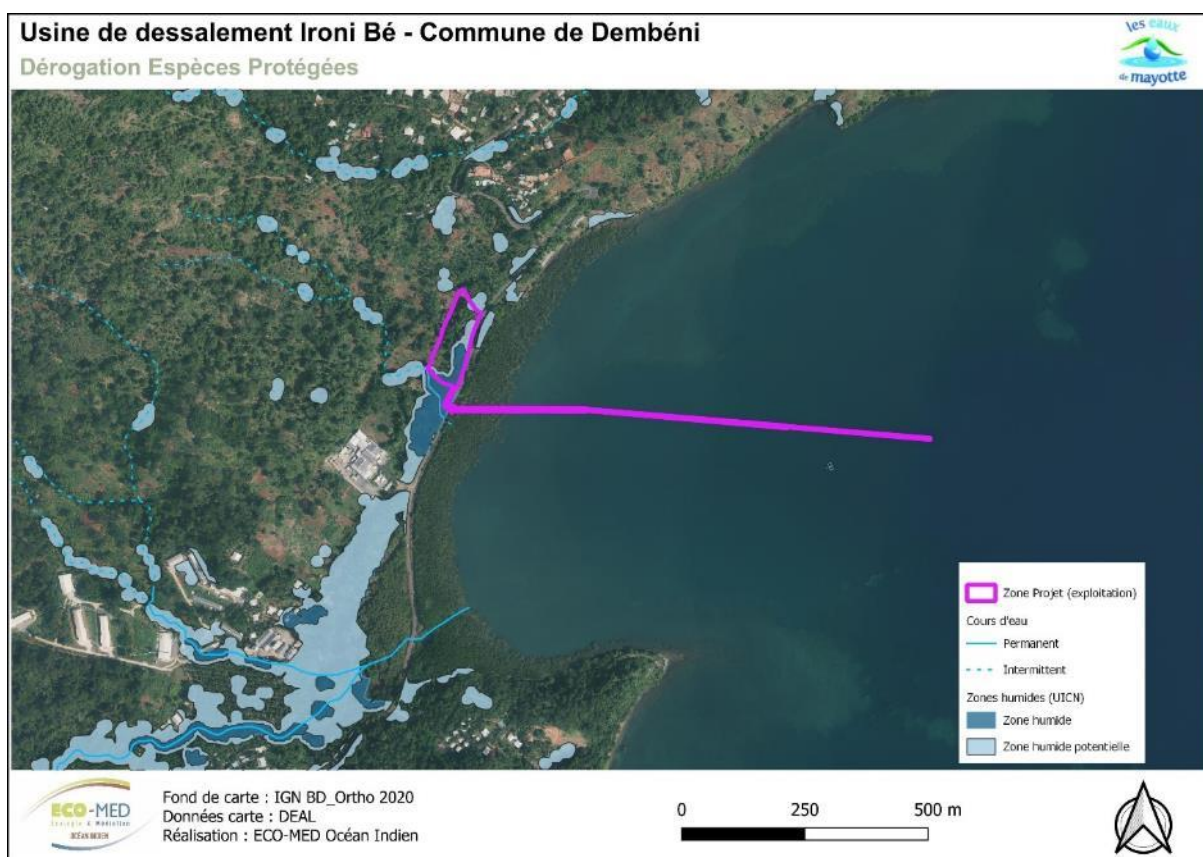 Usine de dessalement Ironi Bé - Commune de Dembéni
Dérogation Espèces Protégées
les eaux
de mayotte
Zone Projet (exploitation)
Cours d'eau
Permanent
Intermittent
Zones humides (UICN)
Zone humide
Zone humide potentielle
ECO-MED
Écologie & Médiation
OCÉAN INDIEN
Fond de carte : IGN BD_Ortho 2020
Données carte : DEAL
Réalisation : ECO-MED Océan Indien
0 250 500 m